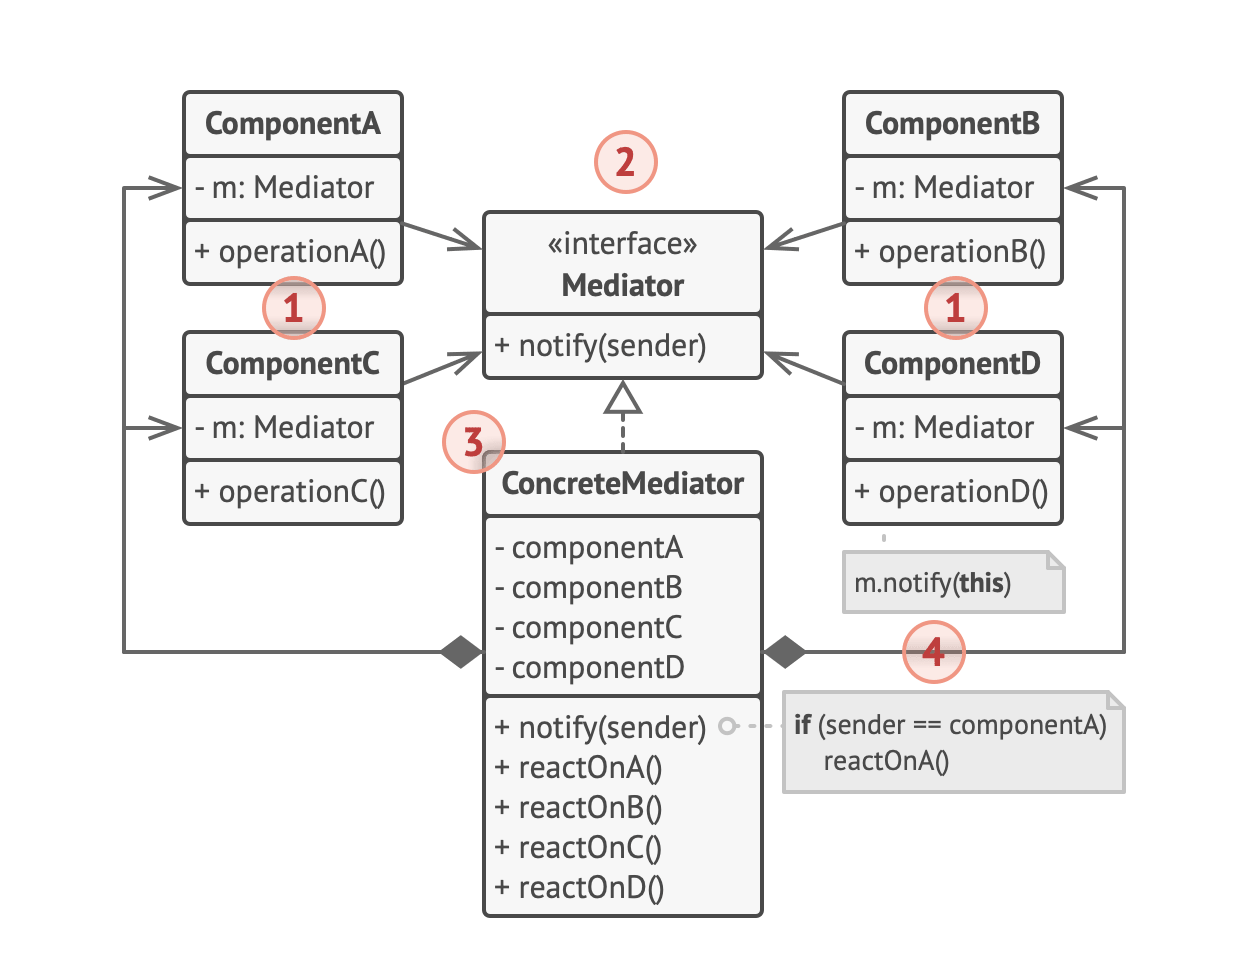 ComponentA
- m: Mediator
+ operationA()
1
ComponentC
- m: Mediator
+ operationC()
2
«interface»
Mediator
+ notify(sender)
3
ConcreteMediator
- componentA
- componentB
- componentC
- componentD
+ notify(sender)
+ reactOnA()
+ reactOnB()
+ reactOnC()
+ reactOnD()
ComponentB
- m: Mediator
+ operationB()
1
ComponentD
- m: Mediator
+ operationD()
m.notify(this)
4
if (sender == componentA)
reactOnA()